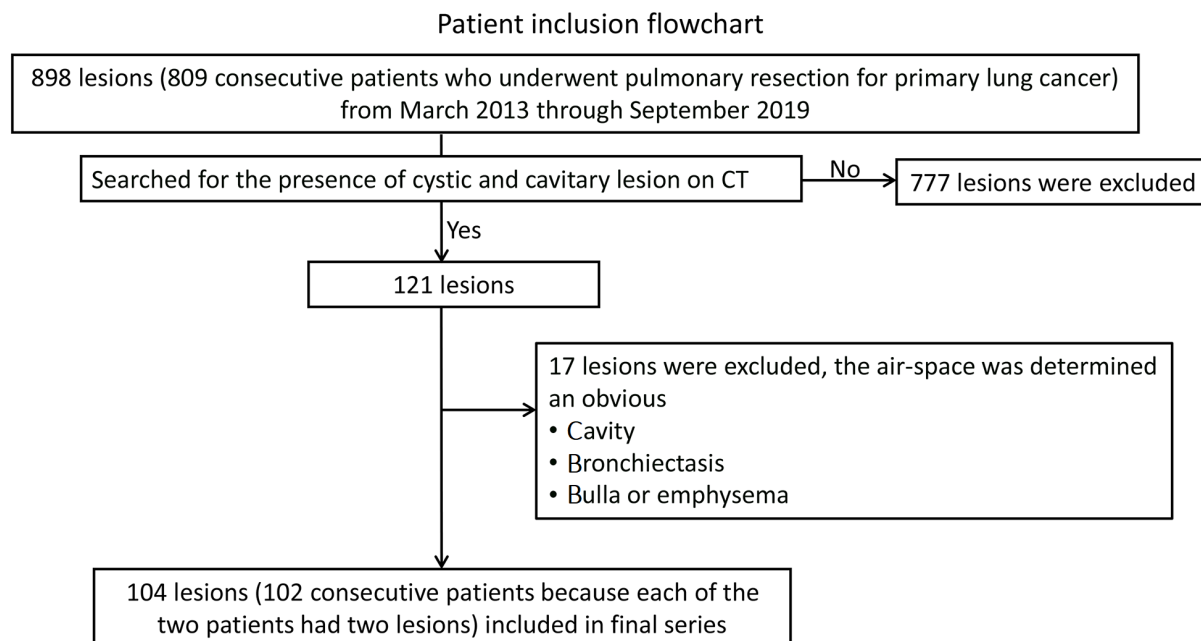 Patient inclusion flowchart
898 lesions (809 consecutive patients who underwent pulmonary resection for primary lung cancer)
from March 2013 through September 2019
Searched for the presence of cystic and cavitary lesion on CT
No
777 lesions were excluded
Yes
121 lesions
17 lesions were excluded, the air-space was determined
an obvious
• Cavity
• Bronchiectasis
• Bulla or emphysema
104 lesions (102 consecutive patients because each of the
two patients had two lesions) included in final series